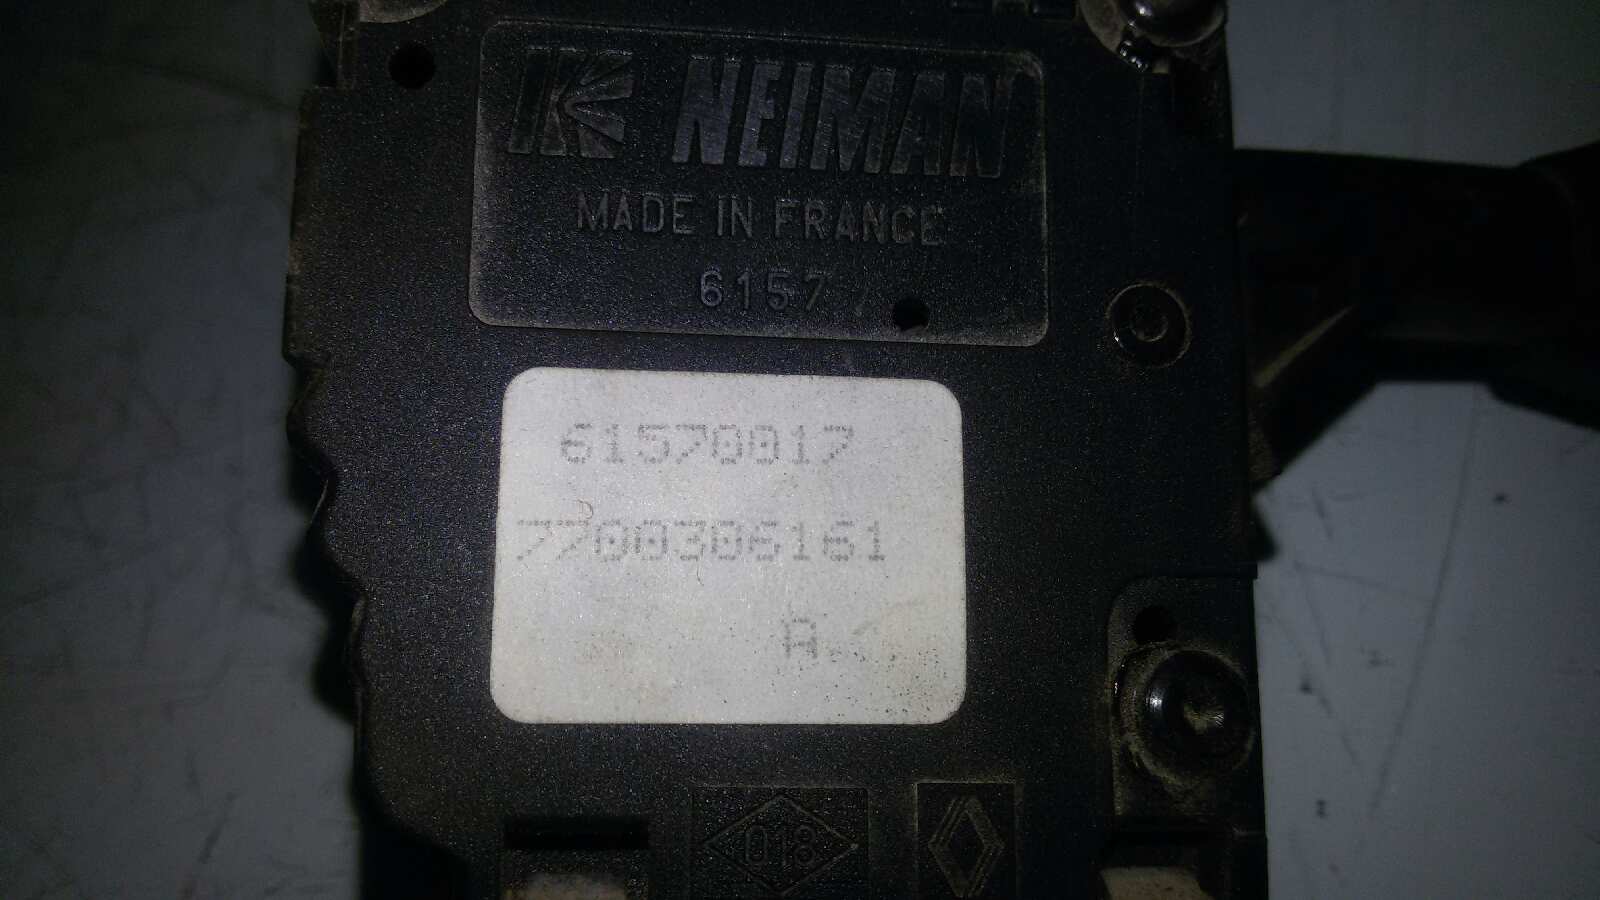 NEIMAN
MADE IN FRANCE
6157
61570017
7700306161
A
018